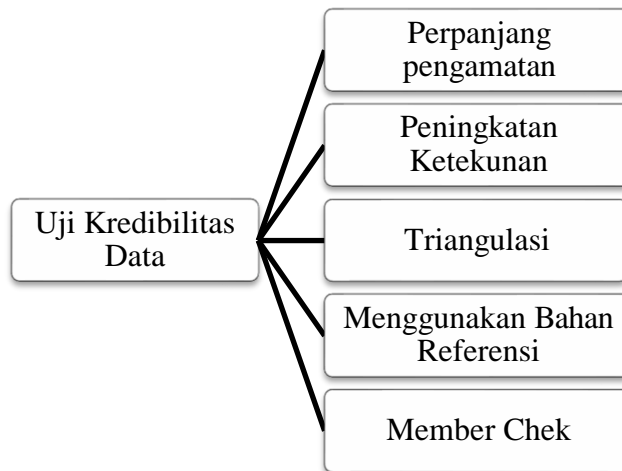 Perpanjang
pengamatan
Peningkatan
Ketekunan
Uji Kredibilitas
Data
Triangulasi
Menggunakan Bahan
Referensi
Member Chek